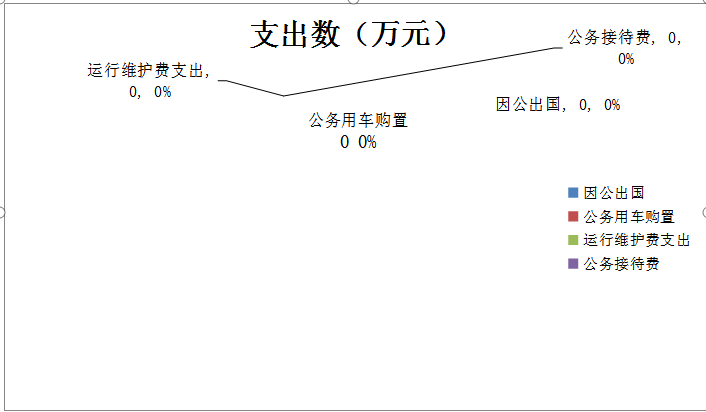 支出数（万元）
公务接待费, 0,
0%
运行维护费支出,
0, 0%
因公出国, 0, 0%
公务用车购置
0 0%
因公出国
公务用车购置
运行维护费支出
公务接待费